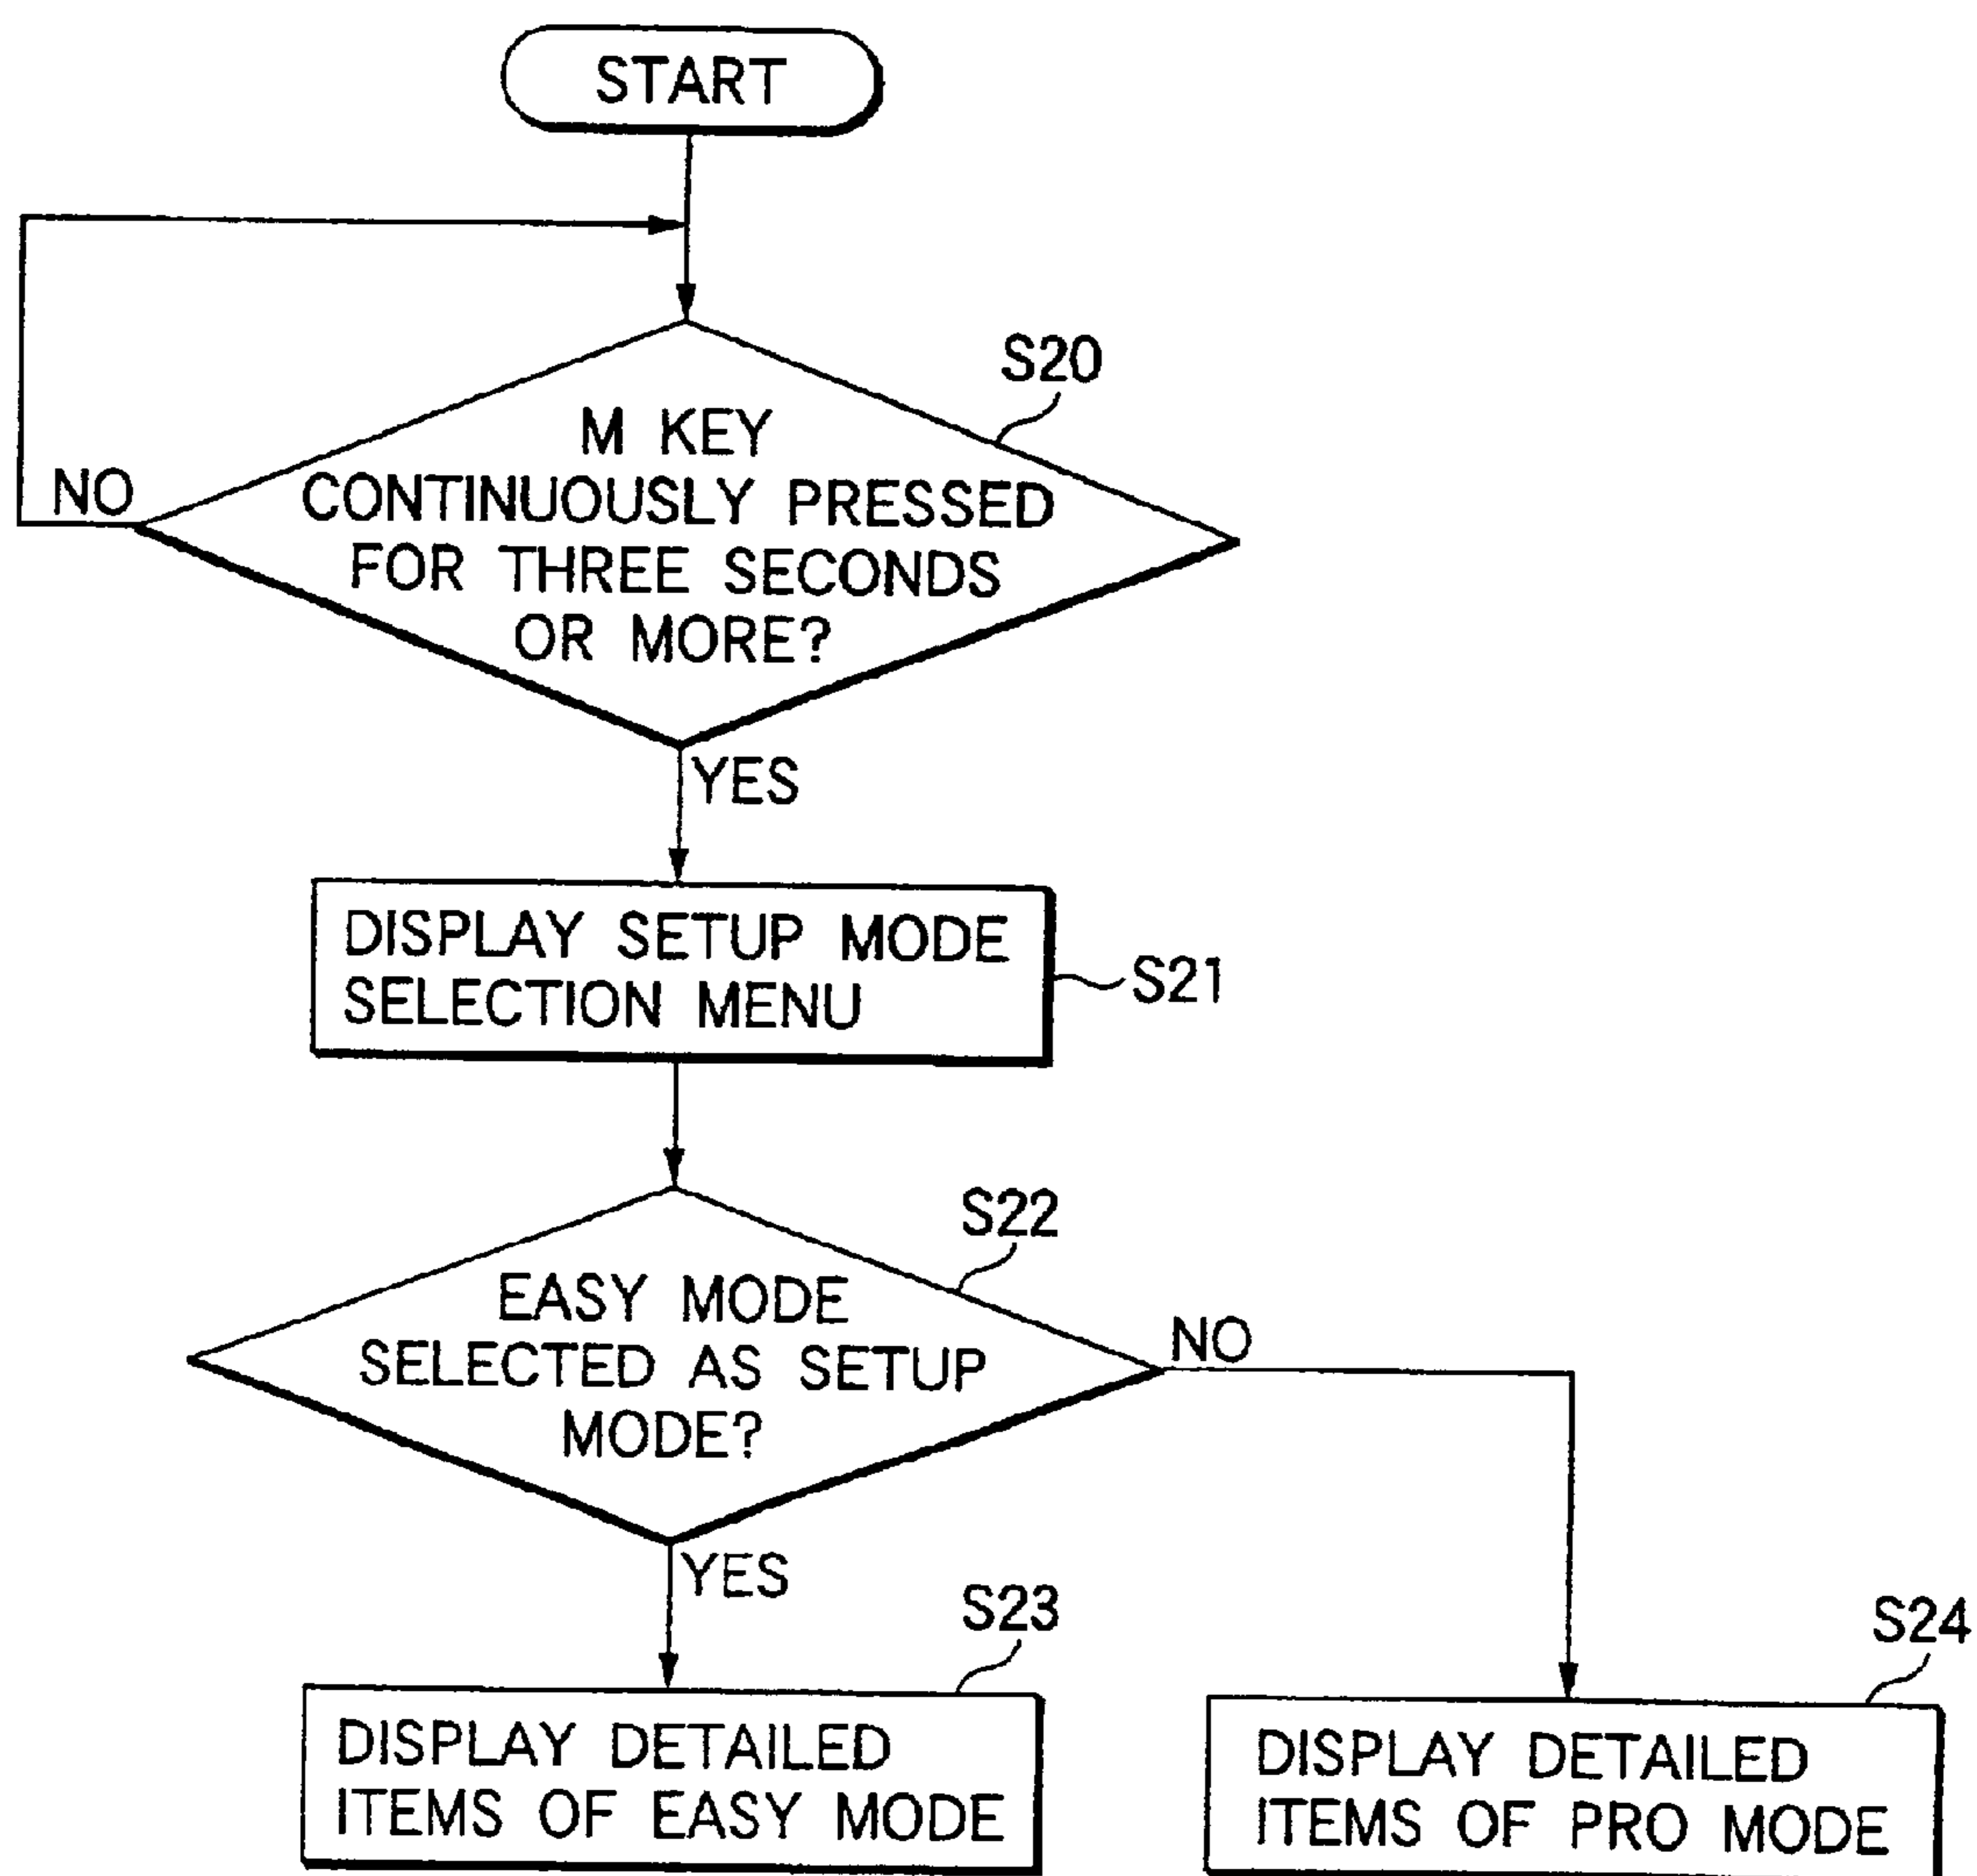 START
S20
M KEY
CONTINUOUSLY PRESSED
FOR THREE SECONDS
OR MORE?
NO
YES
DISPLAY SETUP MODE
SELECTION MENU
S21
S22
EASY MODE
SELECTED AS SETUP
MODE?
NO
YES
S23
DISPLAY DETAILED
ITEMS OF EASY MODE
S24
DISPLAY DETAILED
ITEMS OF PRO MODE